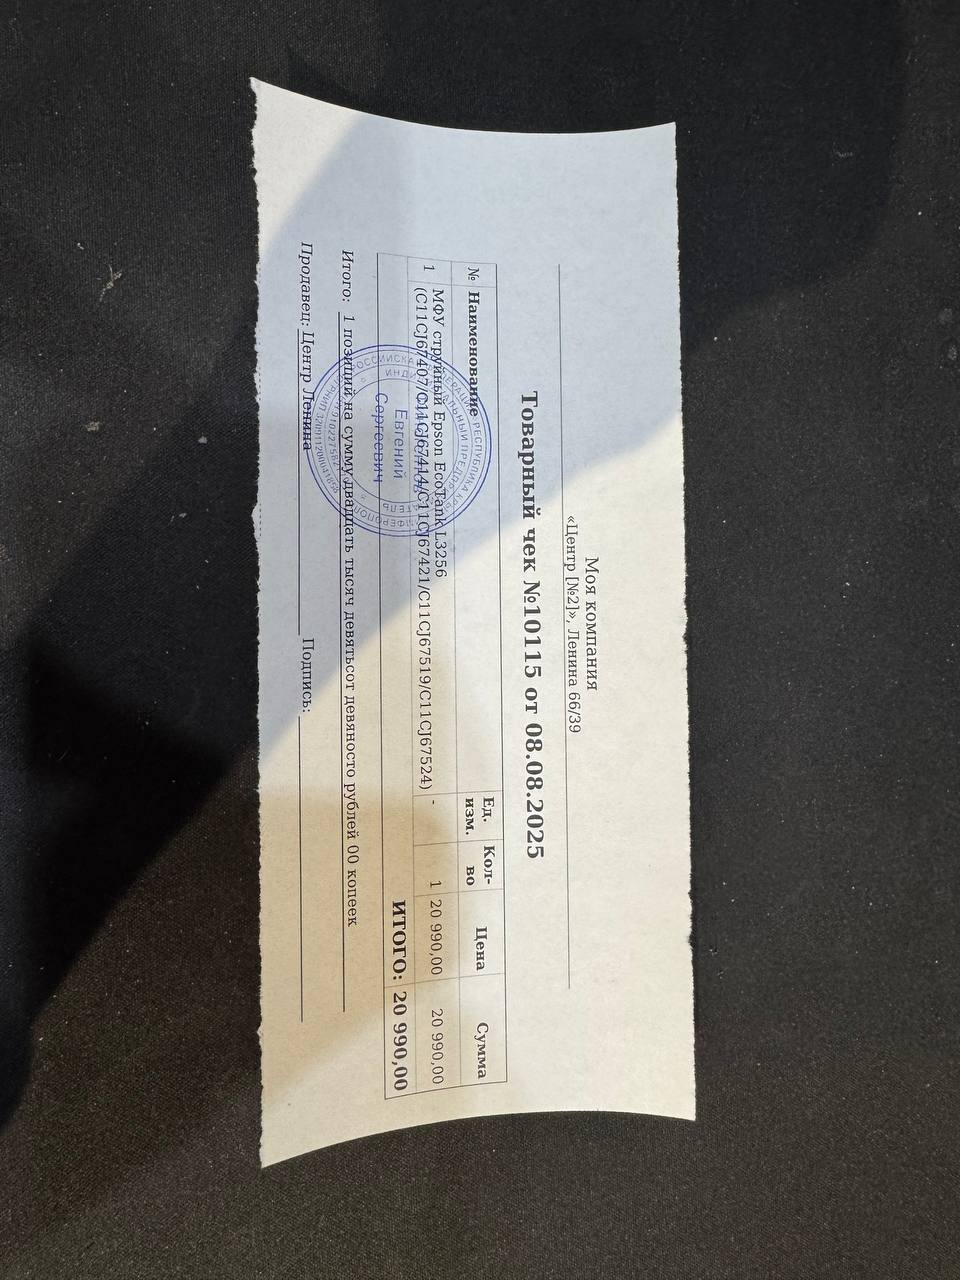 Моя компания
«Центр [№2]», Ленина 66/39
Товарный чек №10115 от 08.08.2025
№ Наименование Ед. изм. Кол-во Цена Сумма
1 МФУ струйный Epson EcoTank L3256
(C11CJ67407/C11CJ67414/C11CJ67421/C11CJ67519/C11CJ67524) - 1 20 990,00 20 990,00
ИТОГО: 20 990,00
Итого: 1 позиций на сумму двадцать тысяч девятьсот девяносто рублей 00 копеек
Продавец: Центр Ленина Подпись:
Евгений
Сергеевич